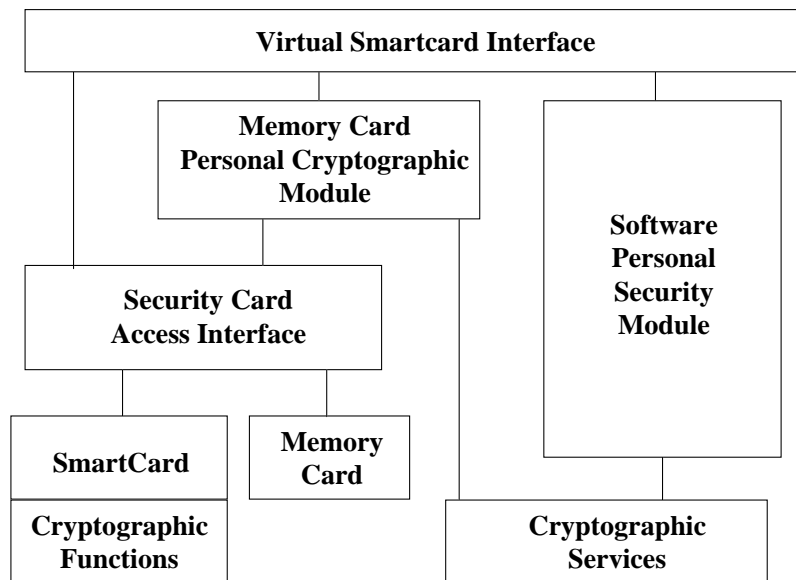 Virtual Smartcard Interface
Memory Card
Personal Cryptographic
Module
Software
Personal
Security
Module
Security Card
Access Interface
SmartCard
Memory
Card
Cryptographic
Functions
Cryptographic
Services